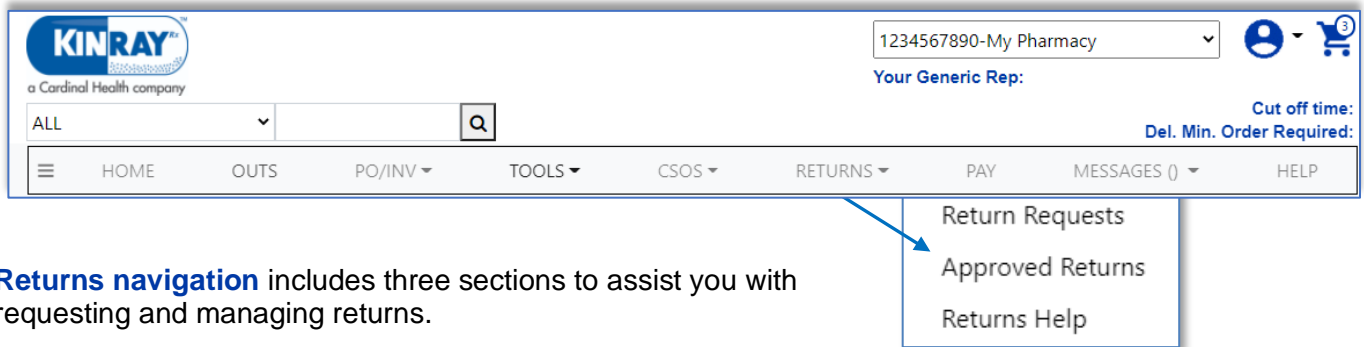 KINRAY Rx
a Cardinal Health company
1234567890-My Pharmacy
3
Your Generic Rep:
ALL
Cut off time:
Del. Min. Order Required:
HOME OUTS PO/INV TOOLS CSOS RETURNS PAY MESSAGES () HELP
Return Requests
Approved Returns
Returns Help
Returns navigation includes three sections to assist you with
requesting and managing returns.